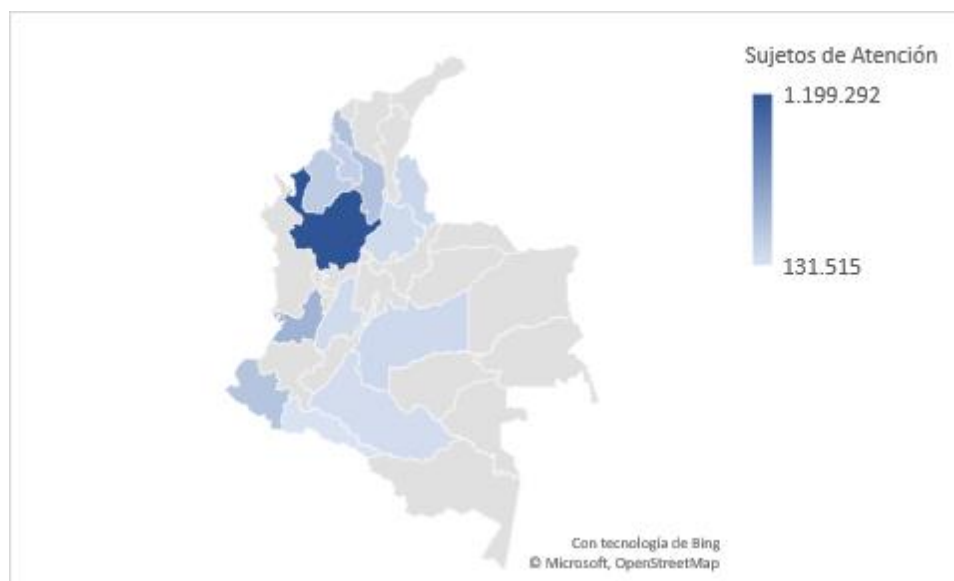 Sujetos de Atención
1.199.292
131.515
Con tecnología de Bing
© Microsoft, OpenStreetMap